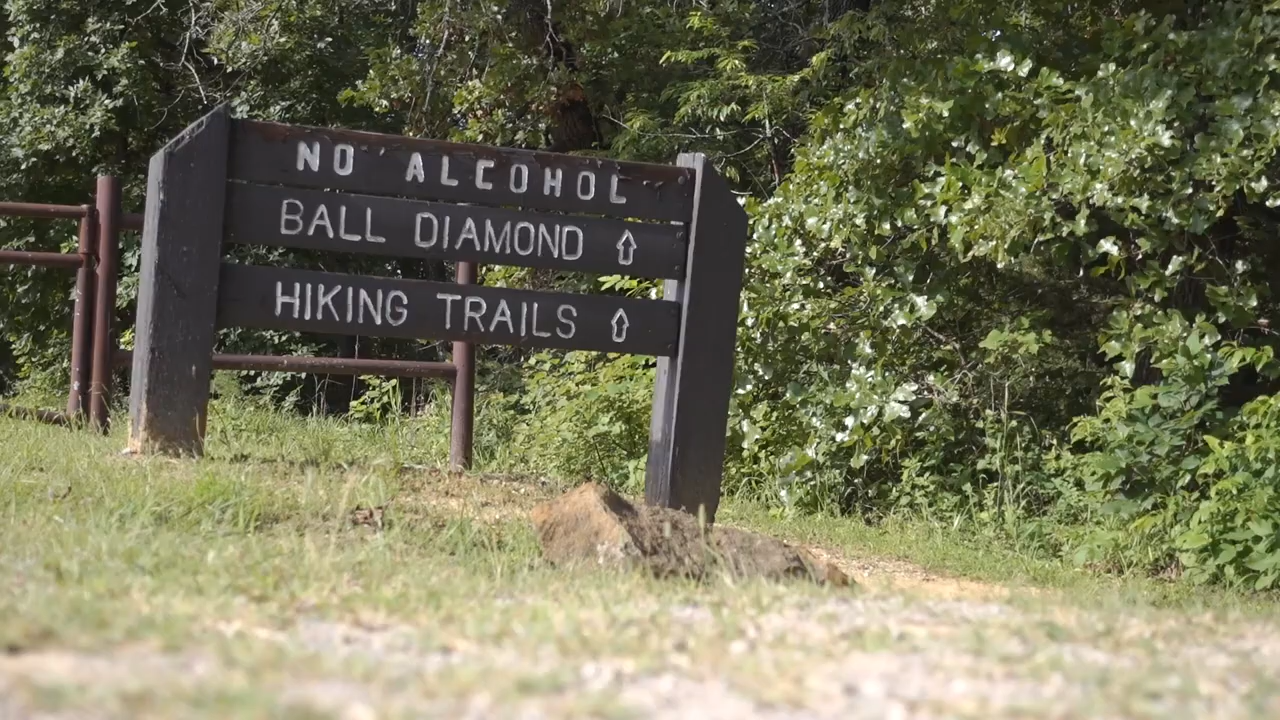 NO ALCOHOL
BALL DIAMOND ⇧
HIKING TRAILS ⇧